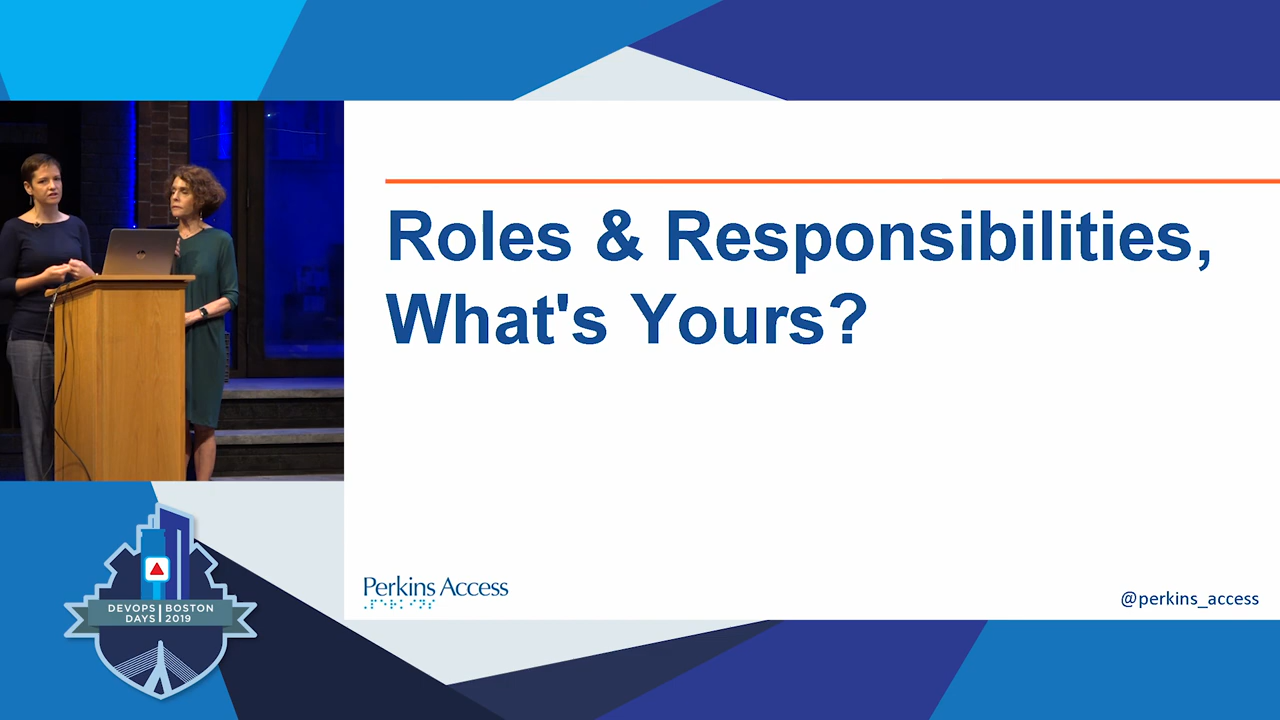 Roles & Responsibilities,
What's Yours?
Perkins Access
⠠⠏⠑⠗⠅⠊⠝⠎
@perkins_access
DEVOPS BOSTON
DAYS 2019